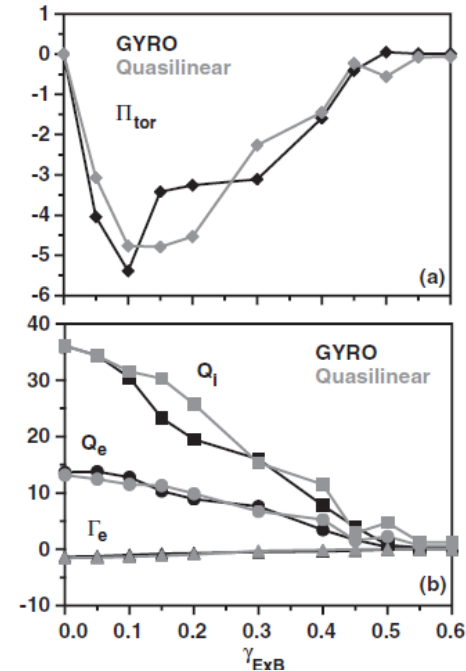 1
0
-1
-2
-3
-4
-5
-6
GYRO
Quasilinear
Π_tor
(a)
40
30
20
10
0
-10
GYRO
Quasilinear
Q_i
Q_e
Γ_e
(b)
0.0 0.1 0.2 0.3 0.4 0.5 0.6
γ_ExB